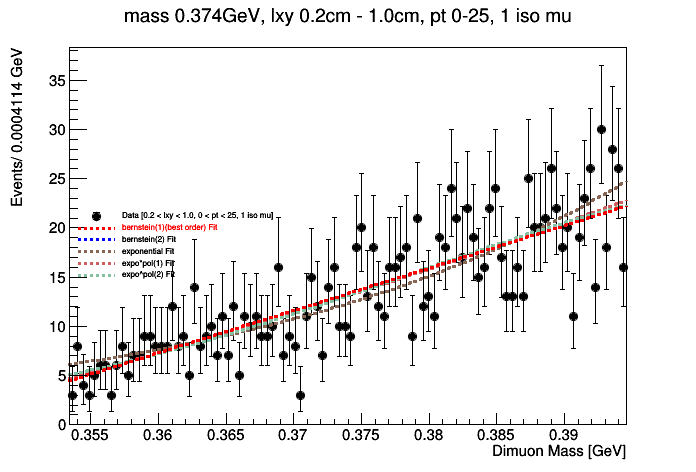 mass 0.374GeV, lxy 0.2cm - 1.0cm, pt 0-25, 1 iso mu
Events/ 0.0004114 GeV
35
30
25
20
15
10
5
0
Data [0.2 < lxy < 1.0, 0 < pt < 25, 1 iso mu]
bernstein(1)(best order) Fit
bernstein(2) Fit
exponential Fit
expo*pol(1) Fit
expo*pol(2) Fit
0.355 0.36 0.365 0.37 0.375 0.38 0.385 0.39
Dimuon Mass [GeV]